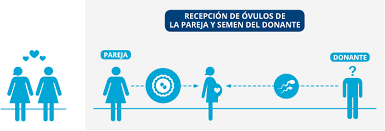 RECEPCIÓN DE ÓVULOS DE
LA PAREJA Y SEMEN DEL DONANTE
PAREJA
DONANTE
?